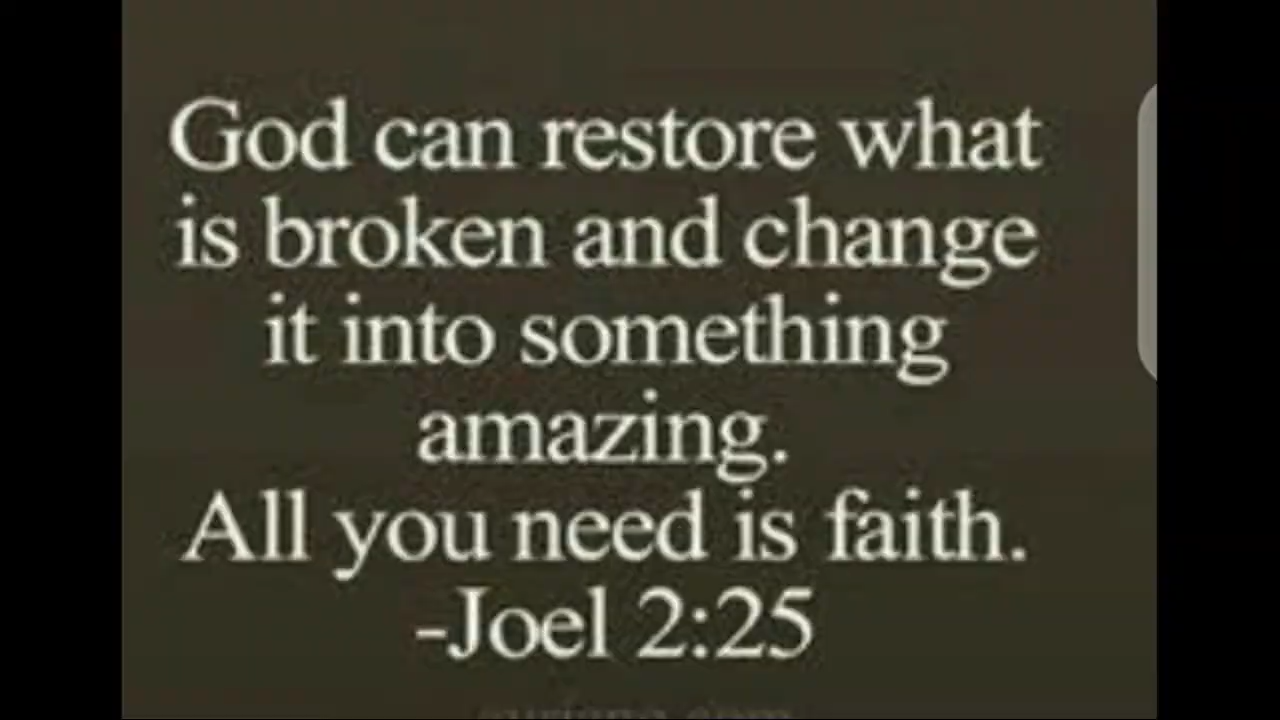 God can restore what
is broken and change
it into something
amazing.
All you need is faith.
-Joel 2:25